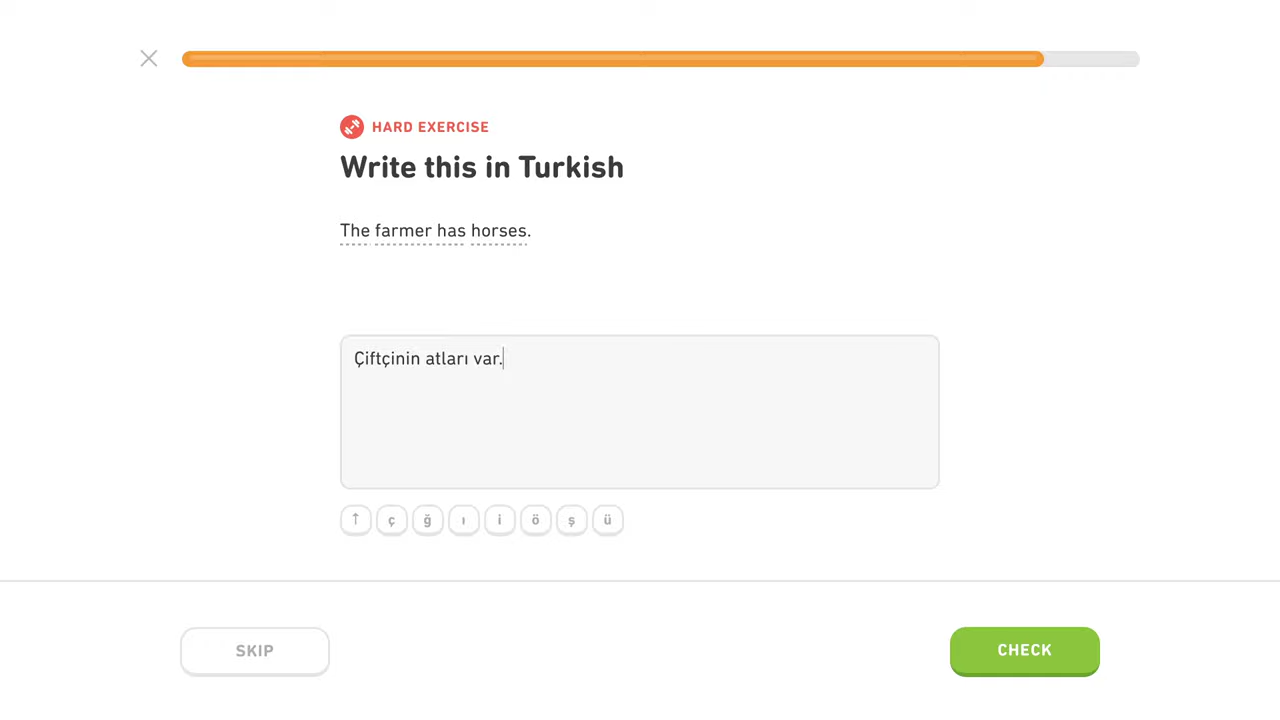 HARD EXERCISE
Write this in Turkish
The farmer has horses.
Çiftçinin atları var.
↑ ç ğ ı i ö ş ü
SKIP
CHECK